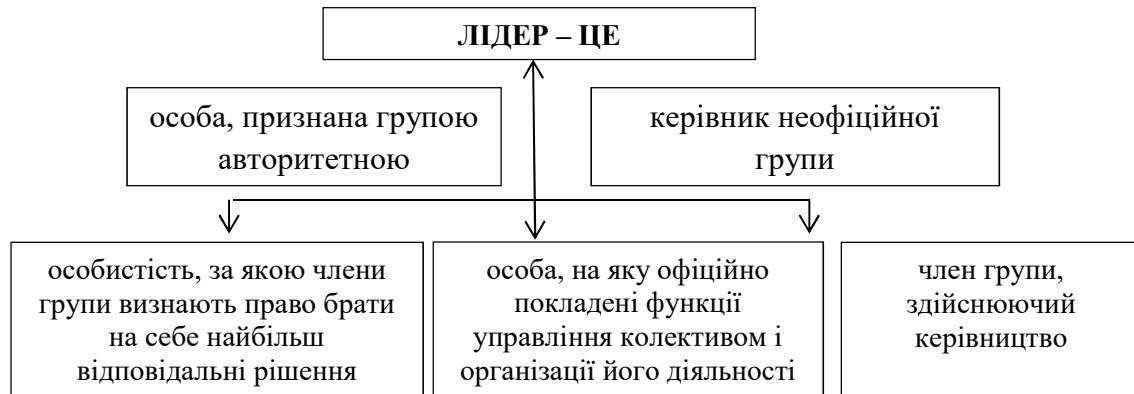 ЛІДЕР – ЦЕ
особа, признана групою
авторитетною
керівник неофіційної
групи
особистість, за якою члени
групи визнають право брати
на себе найбільш
відповідальні рішення
особа, на яку офіційно
покладені функції
управління колективом і
організації його діяльності
член групи,
здійснюючий
керівництво